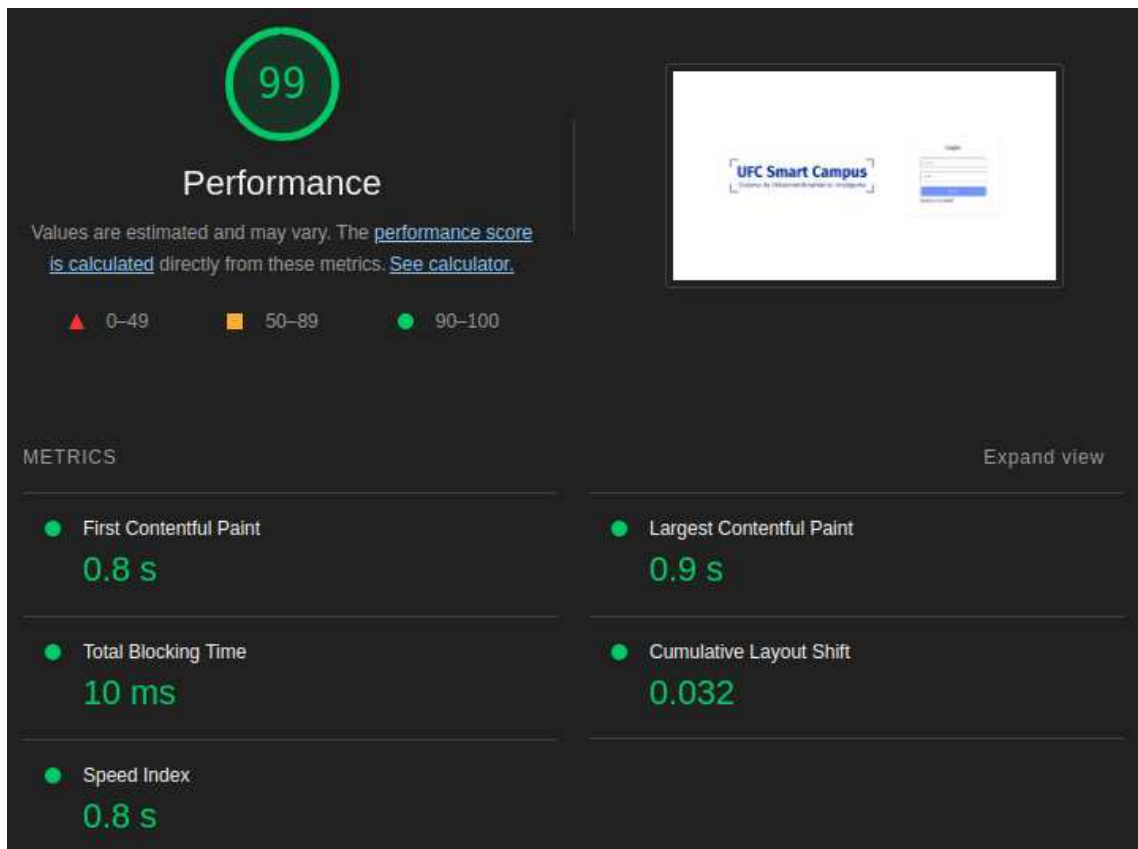 99
Performance
Values are estimated and may vary. The performance score
is calculated directly from these metrics. See calculator.
0–49
50–89
90–100
UFC Smart Campus
Login
METRICS
Expand view
First Contentful Paint
0.8 s
Largest Contentful Paint
0.9 s
Total Blocking Time
10 ms
Cumulative Layout Shift
0.032
Speed Index
0.8 s